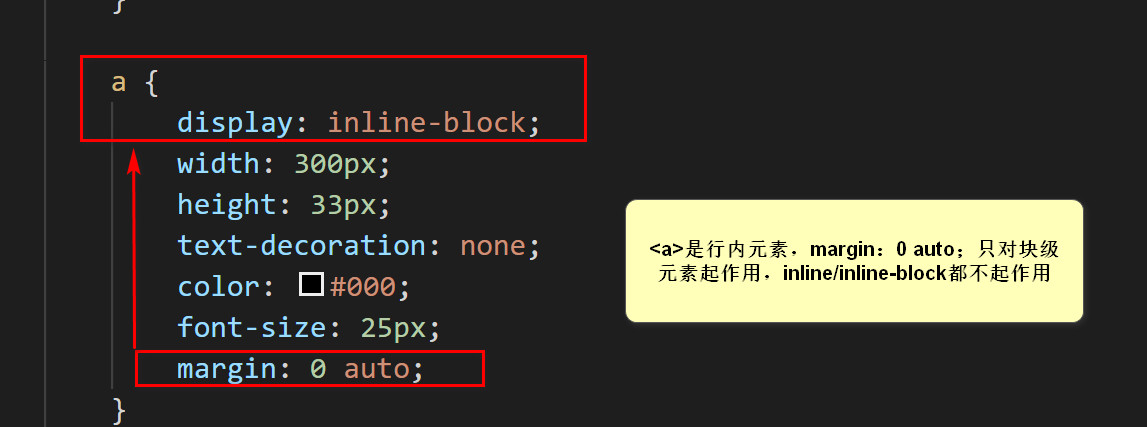 }
a {
display: inline-block;
width: 300px;
height: 33px;
text-decoration: none;
color: #000;
font-size: 25px;
margin: 0 auto;
}
<a>是行内元素，margin：0 auto；只对块级
元素起作用，inline/inline-block都不起作用